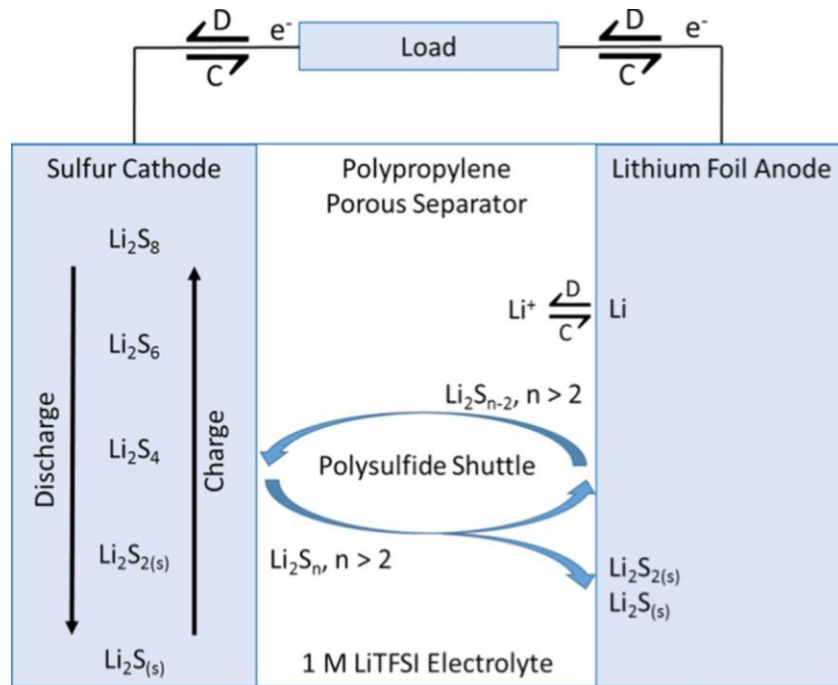 D
C
e⁻
Load
D
C
e⁻
Sulfur Cathode
Polypropylene
Porous Separator
Lithium Foil Anode
Li₂S₈
Li₂S₆
Li₂S₄
Li₂S₂₍ₛ₎
Li₂S₍ₛ₎
Discharge
Charge
Li⁺
D
C
Li
Li₂Sₙ₋₂, n > 2
Polysulfide Shuttle
Li₂Sₙ, n > 2
Li₂S₂₍ₛ₎
Li₂S₍ₛ₎
1 M LiTFSI Electrolyte